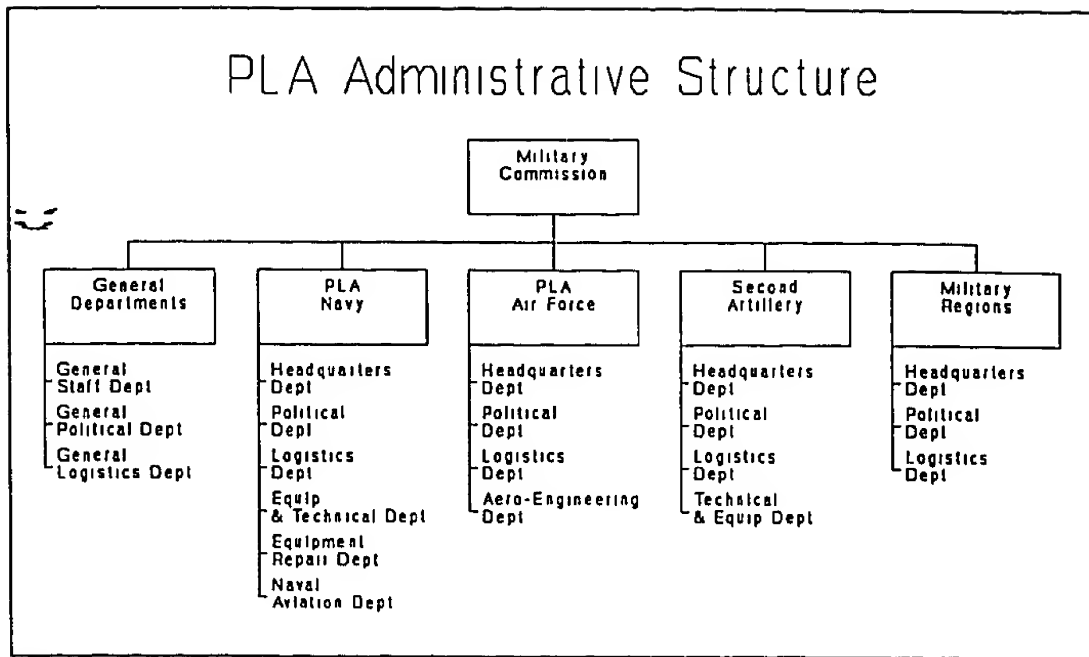 PLA Administrative Structure
Military
Commission
General
Departments
General
Staff Dept
General
Political Dept
General
Logistics Dept
PLA
Navy
Headquarters
Dept
Political
Dept
Logistics
Dept
Equip
& Technical Dept
Equipment
Repair Dept
Naval
Aviation Dept
PLA
Air Force
Headquarters
Dept
Political
Dept
Logistics
Dept
Aero-Engineering
Dept
Second
Artillery
Headquarters
Dept
Political
Dept
Logistics
Dept
Technical
& Equip Dept
Military
Regions
Headquarters
Dept
Political
Dept
Logistics
Dept